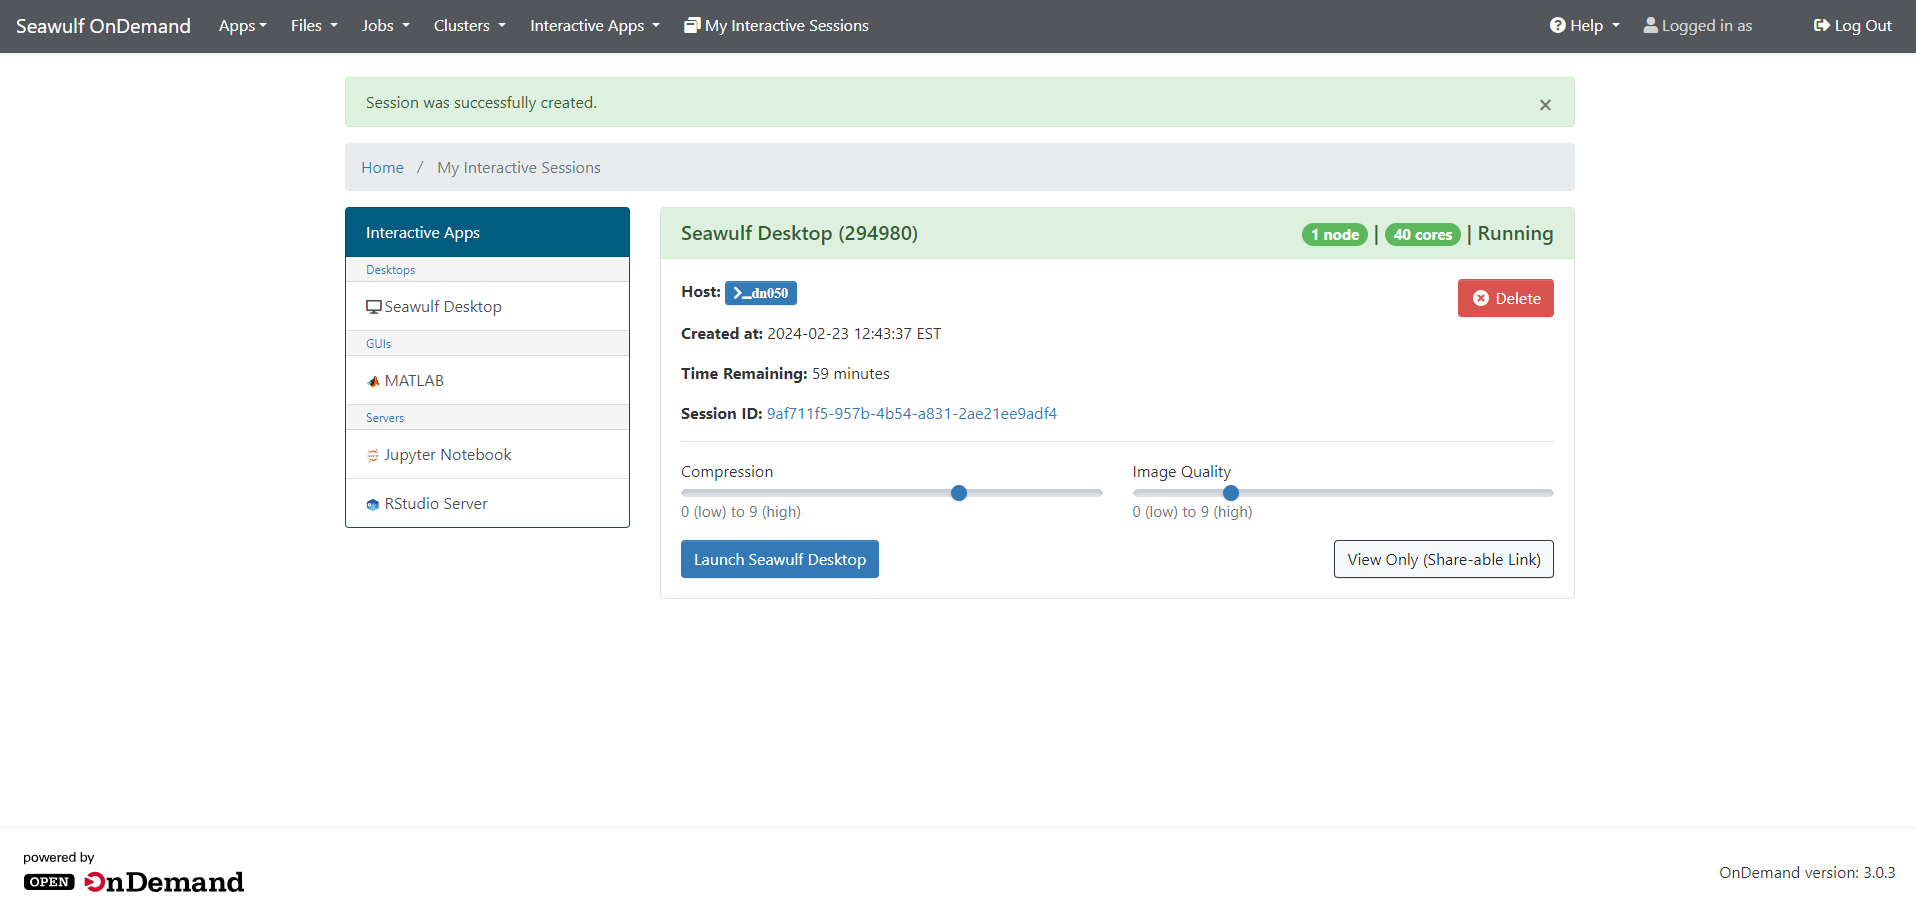 Seawulf OnDemand Apps Files Jobs Clusters Interactive Apps My Interactive Sessions Help Logged in as Log Out
Session was successfully created. ×
Home / My Interactive Sessions
Interactive Apps
Desktops
Seawulf Desktop
GUIs
MATLAB
Servers
Jupyter Notebook
RStudio Server
Seawulf Desktop (294980) 1 node | 40 cores | Running
Host: >_dn050
Delete
Created at: 2024-02-23 12:43:37 EST
Time Remaining: 59 minutes
Session ID: 9af711f5-957b-4b54-a831-2ae21ee9adf4
Compression
0 (low) to 9 (high)
Image Quality
0 (low) to 9 (high)
Launch Seawulf Desktop
View Only (Share-able Link)
powered by
OPEN OnDemand
OnDemand version: 3.0.3